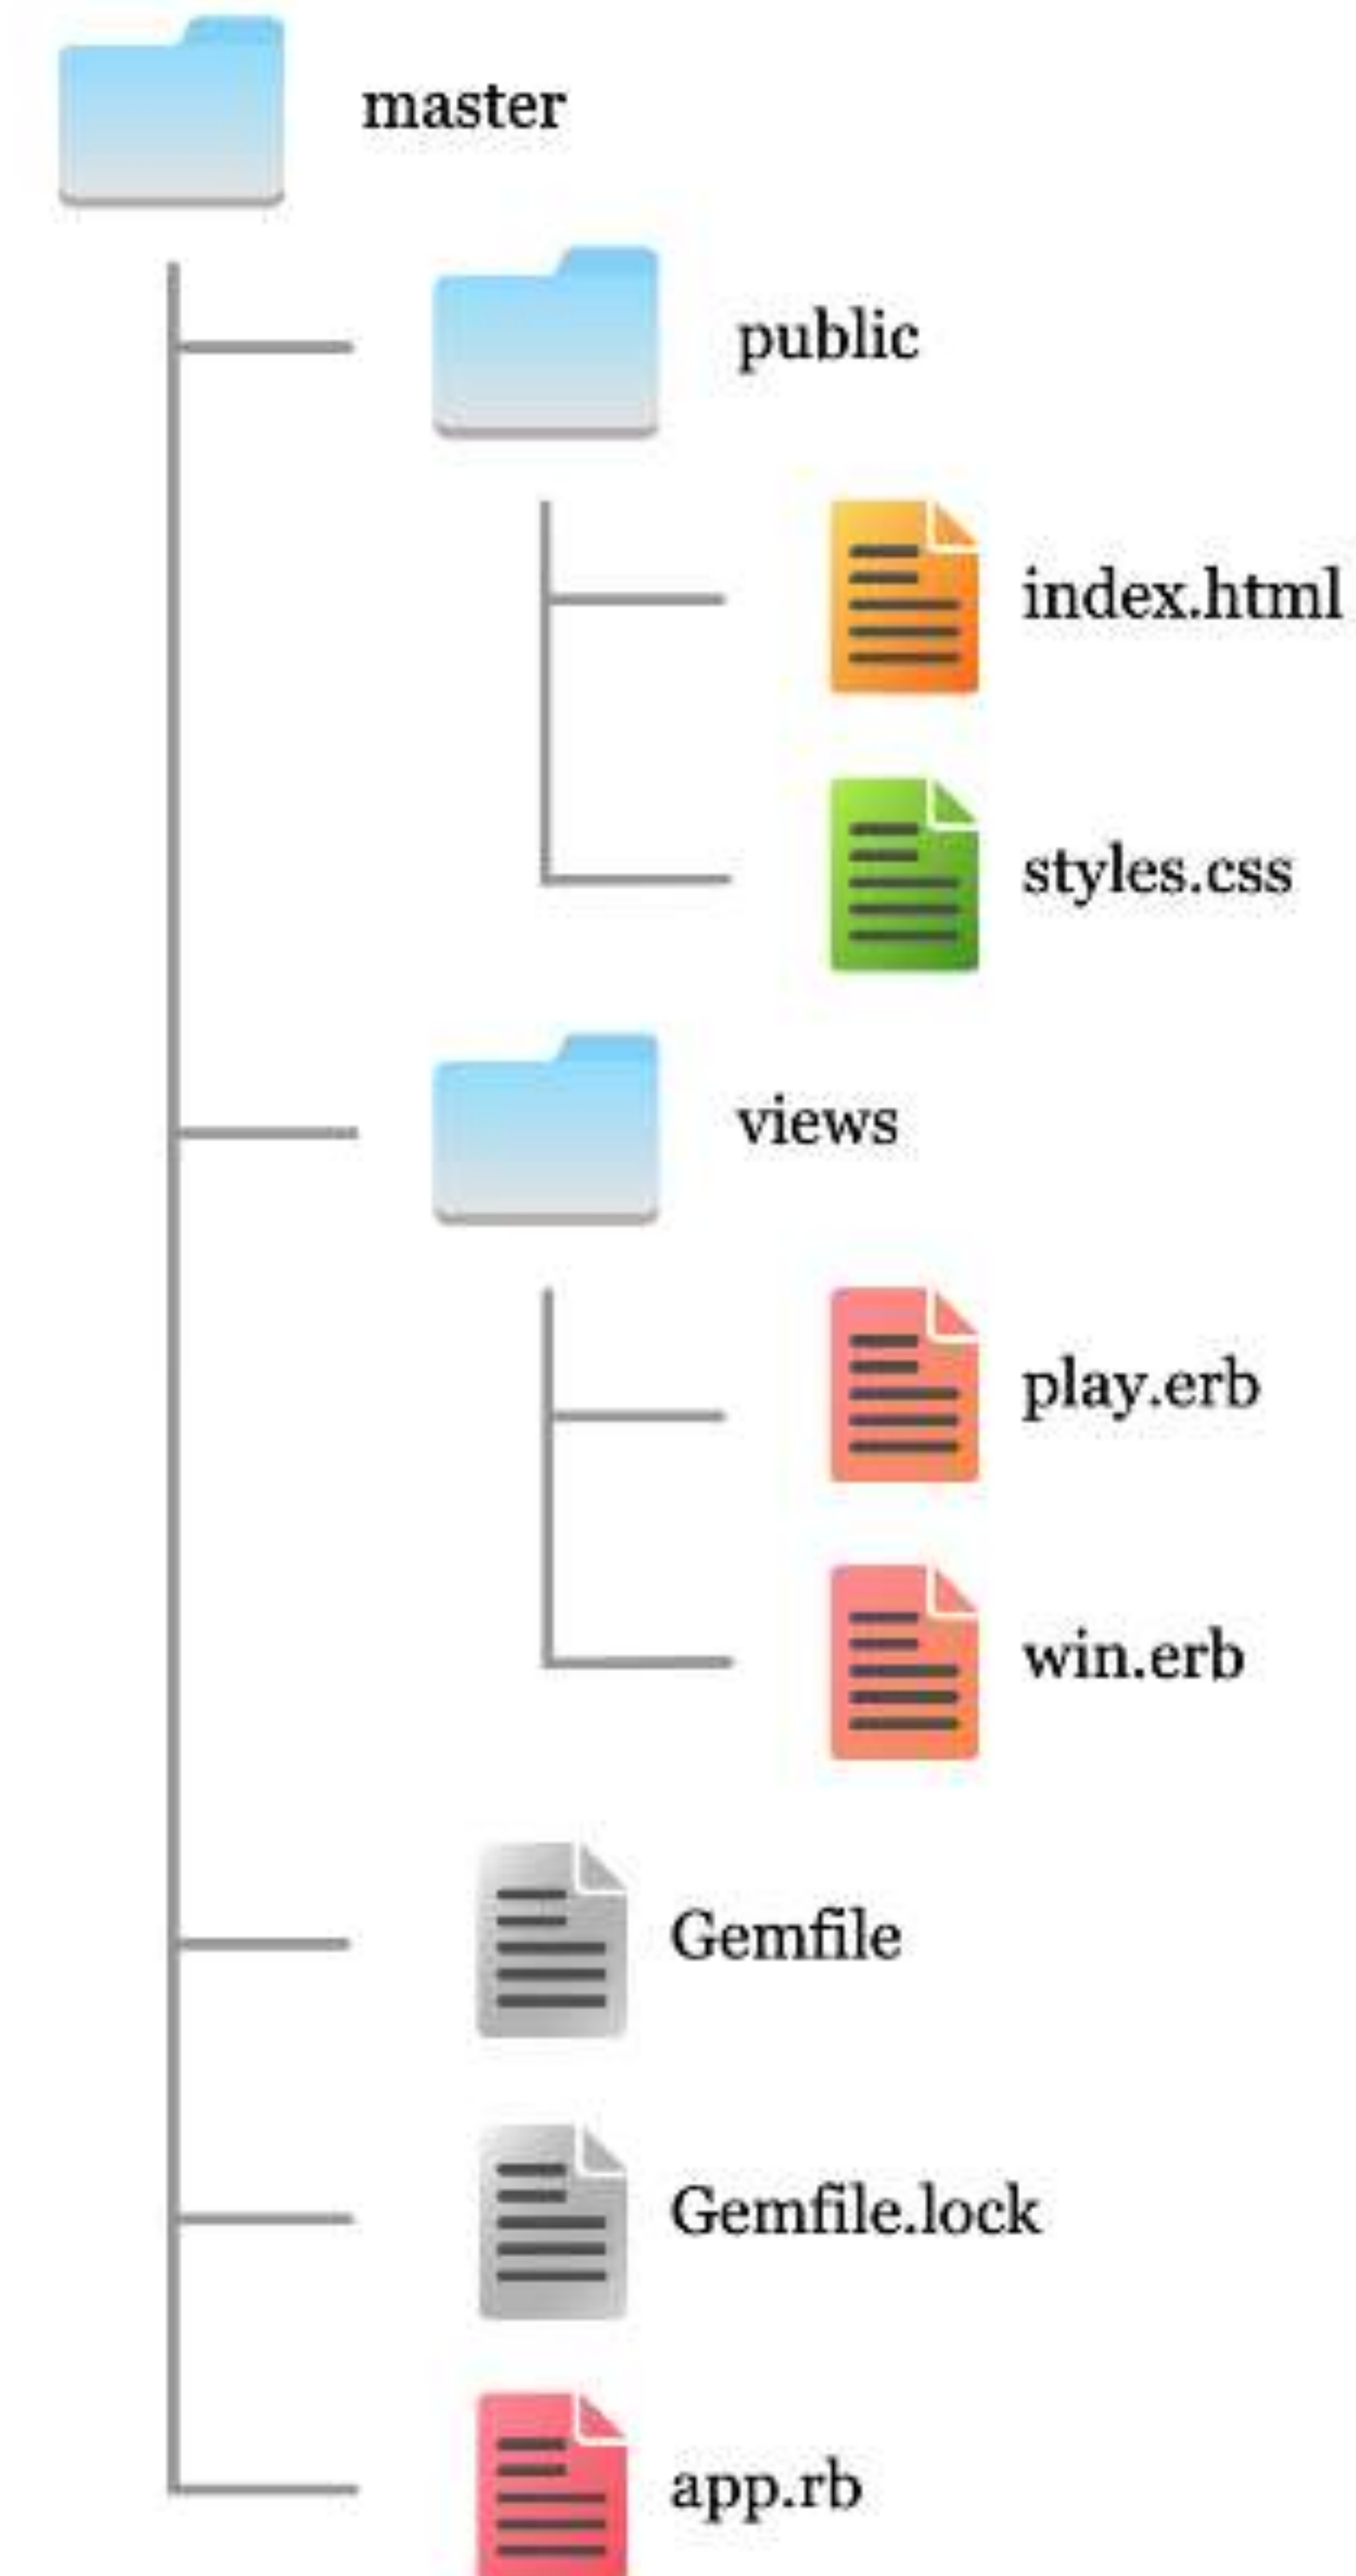 master
public
index.html
styles.css
views
play.erb
win.erb
Gemfile
Gemfile.lock
app.rb